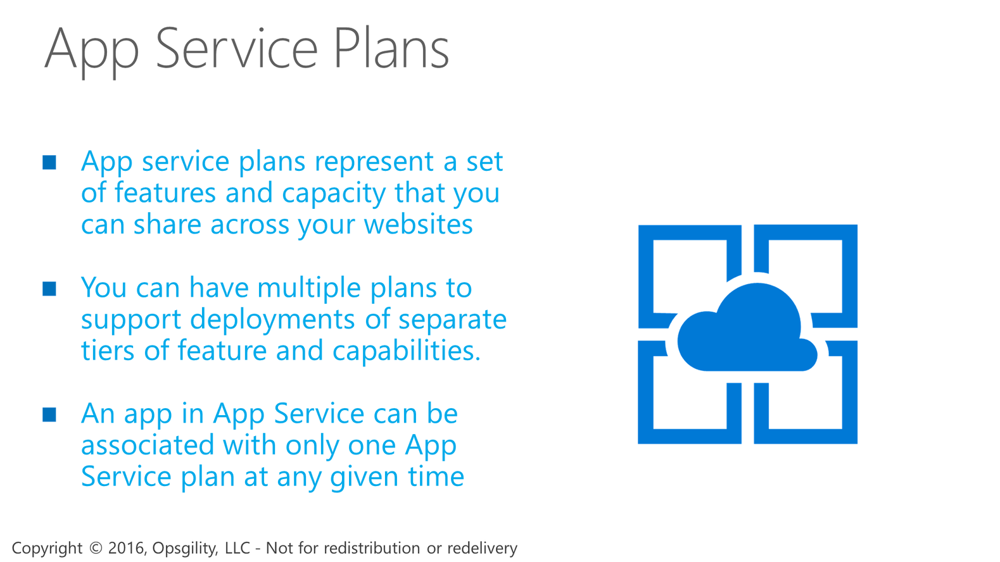 App Service Plans
App service plans represent a set
of features and capacity that you
can share across your websites
You can have multiple plans to
support deployments of separate
tiers of feature and capabilities.
An app in App Service can be
associated with only one App
Service plan at any given time
Copyright © 2016, Opsgility, LLC - Not for redistribution or redelivery